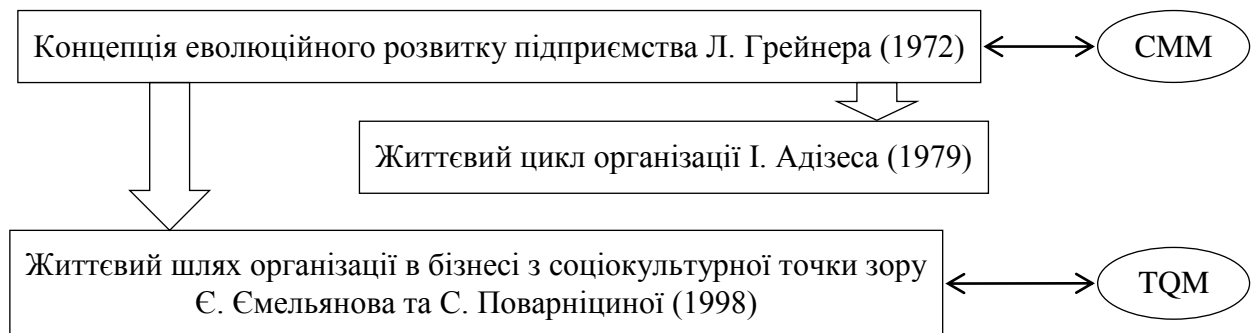 Концепція еволюційного розвитку підприємства Л. Грейнера (1972)
СММ
Життєвий цикл організації І. Адізеса (1979)
Життєвий шлях організації в бізнесі з соціокультурної точки зору
Є. Ємельянова та С. Поварніциної (1998)
TQM